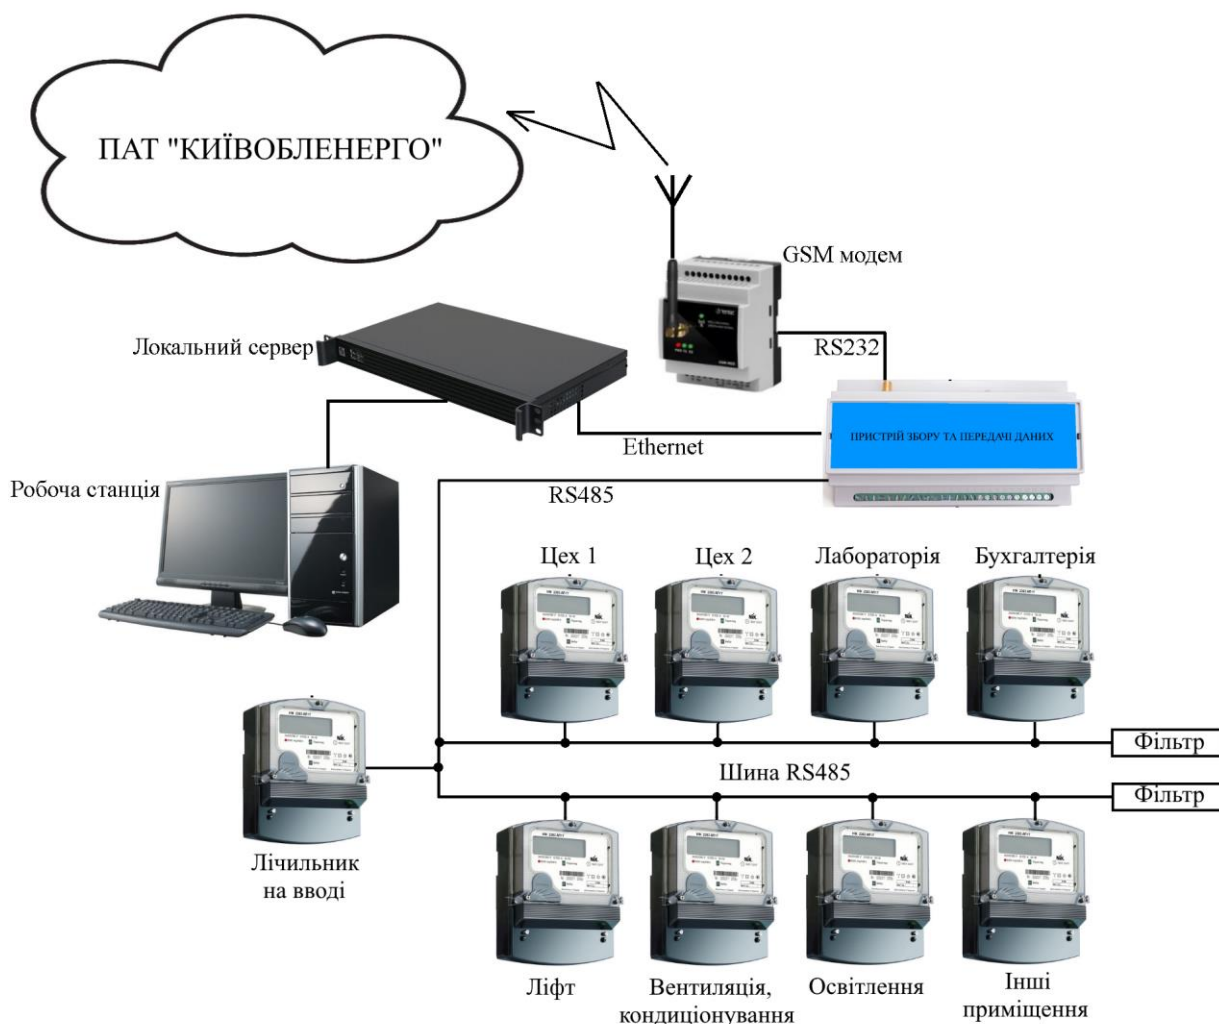 ПАТ "КИЇВОБЛЕНЕРГО"
GSM модем
Локальний сервер
RS232
ПРИСТРІЙ ЗБОРУ ТА ПЕРЕДАЧІ ДАНИХ
Ethernet
Робоча станція
RS485
Цех 1
Цех 2
Лабораторія
Бухгалтерія
Фільтр
Шина RS485
Фільтр
Лічильник
на вводі
Ліфт
Вентиляція,
кондиціонування
Освітлення
Інші
приміщення